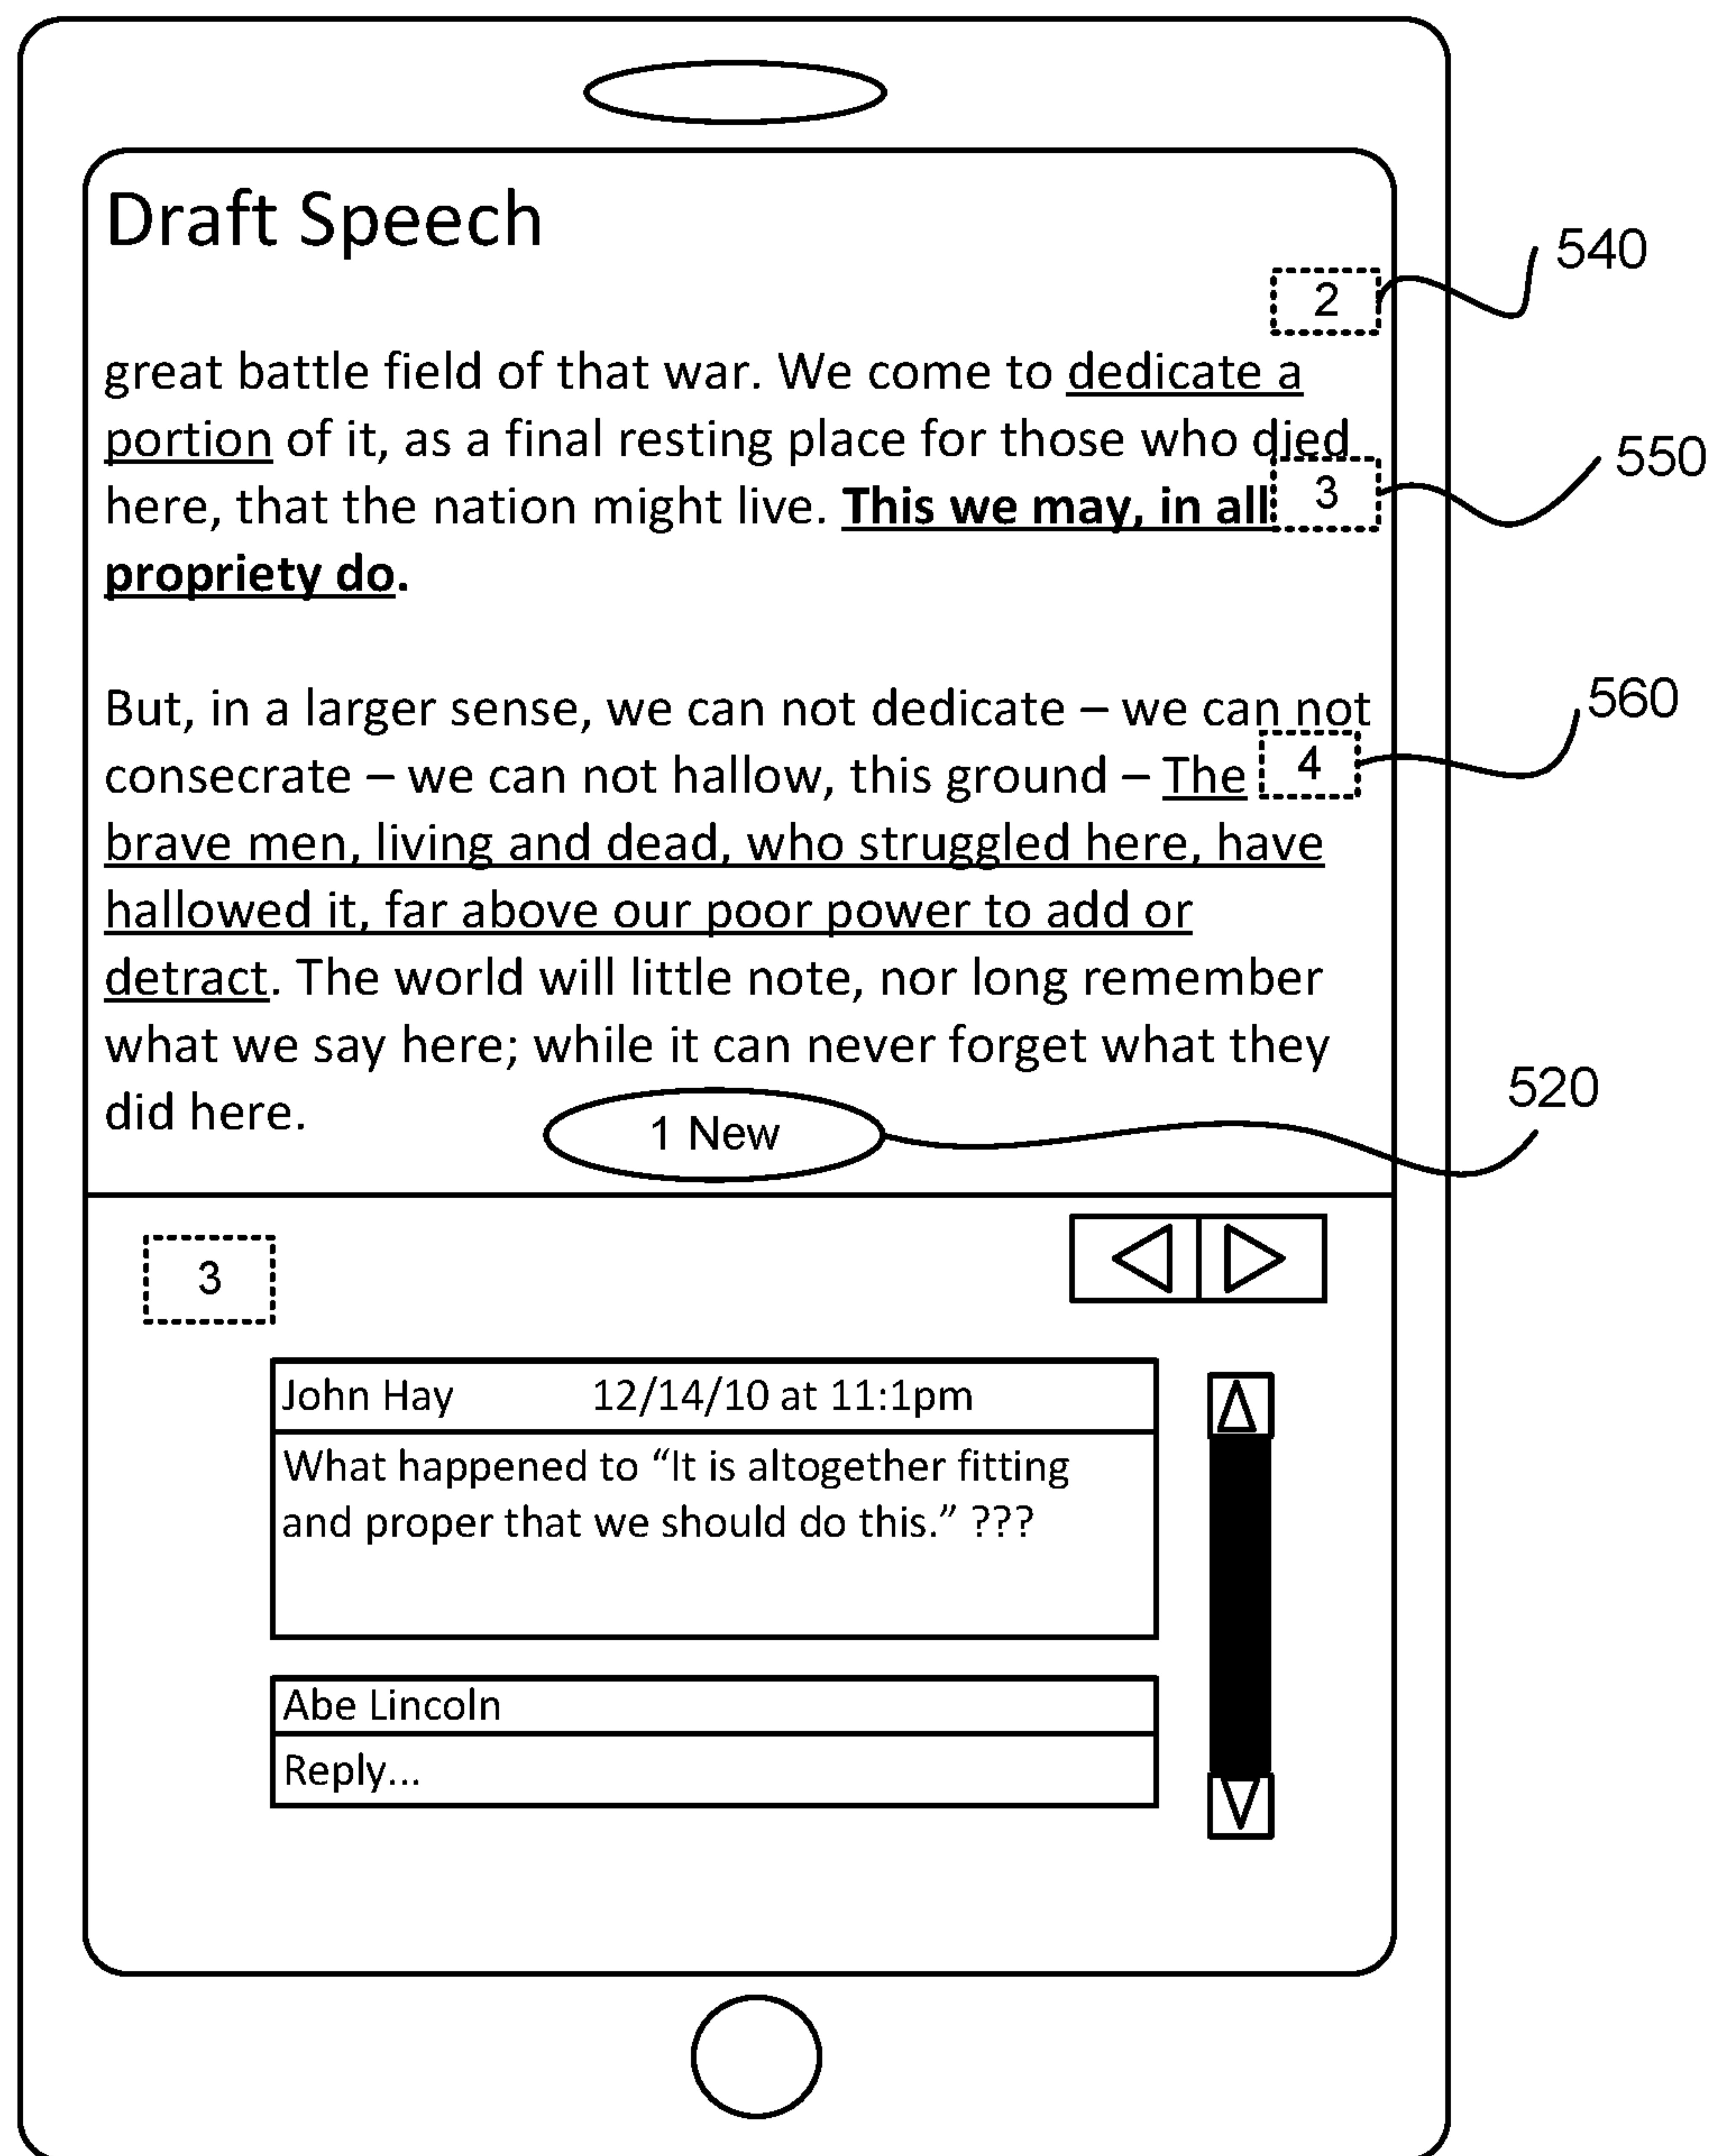 Draft Speech
540
2
great battle field of that war. We come to dedicate a
portion of it, as a final resting place for those who died
550
here, that the nation might live. This we may, in all 3
propriety do.
560
But, in a larger sense, we can not dedicate – we can not
consecrate – we can not hallow, this ground – The 4
brave men, living and dead, who struggled here, have
hallowed it, far above our poor power to add or
detract. The world will little note, nor long remember
what we say here; while it can never forget what they
520
did here.
1 New
3
John Hay 12/14/10 at 11:1pm
What happened to “It is altogether fitting
and proper that we should do this.” ???
Abe Lincoln
Reply...